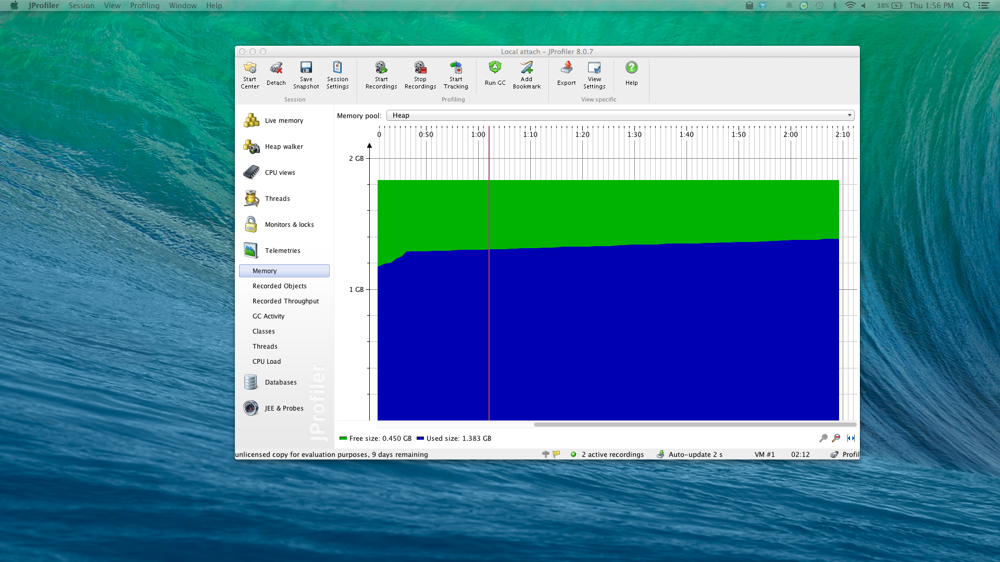 JProfiler Session View Profiling Window Help 38% Thu 1:56 PM
Local attach – JProfiler 8.0.7
Start Center Detach Save Snapshot Session Settings Start Recordings Stop Recordings Start Tracking Run GC Add Bookmark Export View Settings Help
Session Profiling View specific
Live memory
Heap walker
CPU views
Threads
Monitors & locks
Telemetries
Memory
Recorded Objects
Recorded Throughput
GC Activity
Classes
Threads
CPU Load
Databases
JEE & Probes
JProfiler
Memory pool: Heap
0 0:50 1:00 1:10 1:20 1:30 1:40 1:50 2:00 2:10
2 GB
1 GB
Free size: 0.450 GB Used size: 1.383 GB
unlicensed copy for evaluation purposes, 9 days remaining 2 active recordings Auto-update 2 s VM #1 02:12 Profil